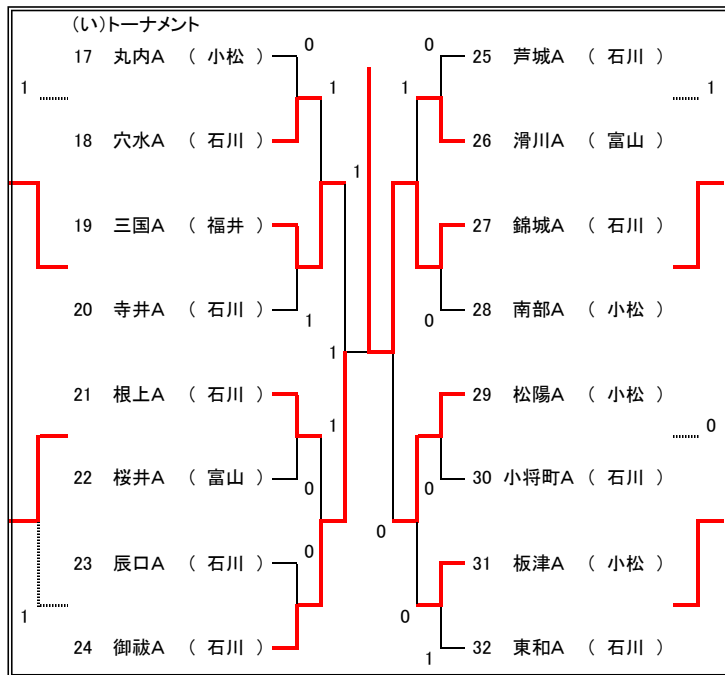 (い)トーナメント
17 丸内A ( 小松 ) 0
0 25 芦城A ( 石川 )
1 1 1 1
18 穴水A ( 石川 )
26 滑川A ( 富山 )
1
19 三国A ( 福井 )
27 錦城A ( 石川 )
20 寺井A ( 石川 ) 1
0 28 南部A ( 小松 )
1
21 根上A ( 石川 )
29 松陽A ( 小松 )
1 0
22 桜井A ( 富山 ) 0
0 30 小将町A ( 石川 )
0 0
23 辰口A ( 石川 )
31 板津A ( 小松 )
1 0
24 御祓A ( 石川 )
1 32 東和A ( 石川 )